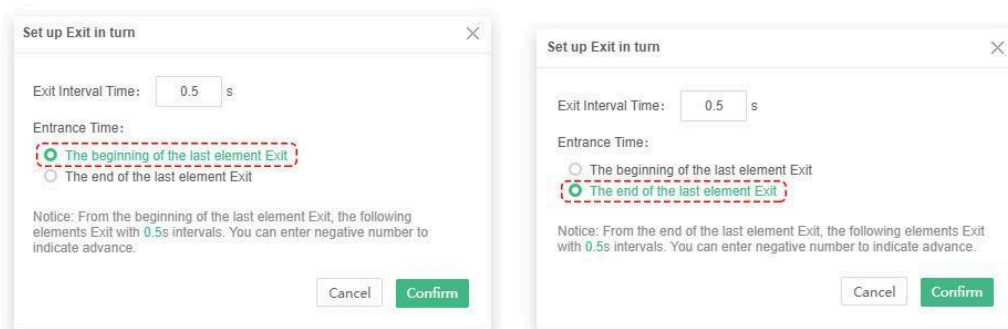 Set up Exit in turn
Exit Interval Time: 0.5 s
Entrance Time:
The beginning of the last element Exit
The end of the last element Exit
Notice: From the beginning of the last element Exit, the following
elements Exit with 0.5s intervals. You can enter negative number to
indicate advance.
Cancel Confirm
Set up Exit in turn
Exit Interval Time: 0.5 s
Entrance Time:
The beginning of the last element Exit
The end of the last element Exit
Notice: From the end of the last element Exit, the following elements Exit
with 0.5s intervals. You can enter negative number to indicate advance.
Cancel Confirm